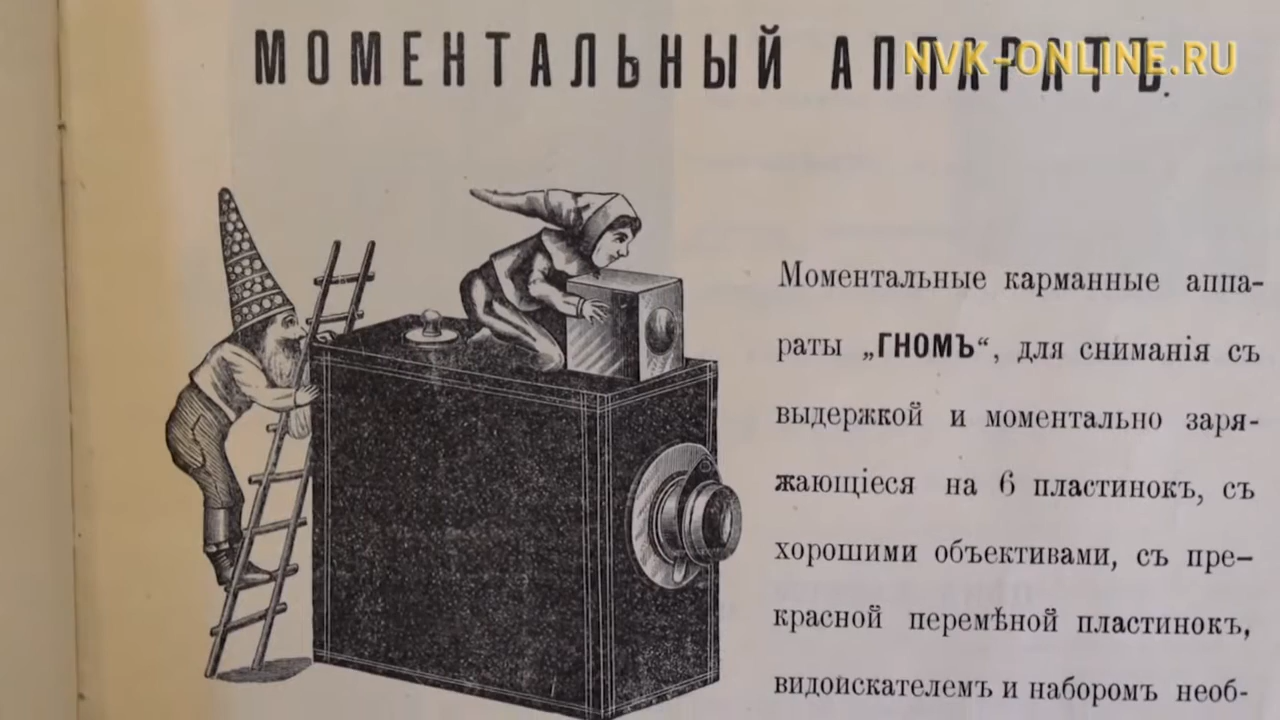 МОМЕНТАЛЬНЫЙ АППАРАТЪ.
NVK-ONLINE.RU
Моментальные карманные аппа-
раты „ГНОМЪ“, для сниманія съ
выдержкой и моментально заря-
жающіеся на 6 пластинокъ, съ
хорошими объективами, съ пре-
красной перемѣной пластинокъ,
видоискателемъ и наборомъ необ-